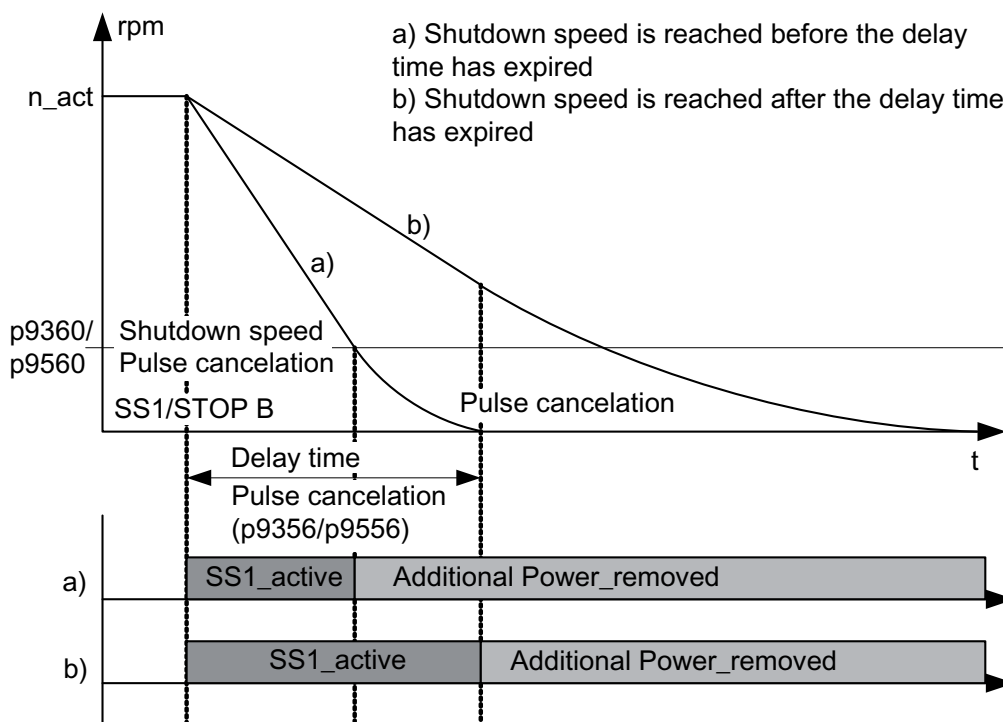 rpm
a) Shutdown speed is reached before the delay
time has expired
b) Shutdown speed is reached after the delay time
has expired
n_act
b)
a)
p9360/
p9560
Shutdown speed
Pulse cancelation
SS1/STOP B
Pulse cancelation
t
Delay time
Pulse cancelation
(p9356/p9556)
a)
SS1_active
Additional Power_removed
b)
SS1_active
Additional Power_removed